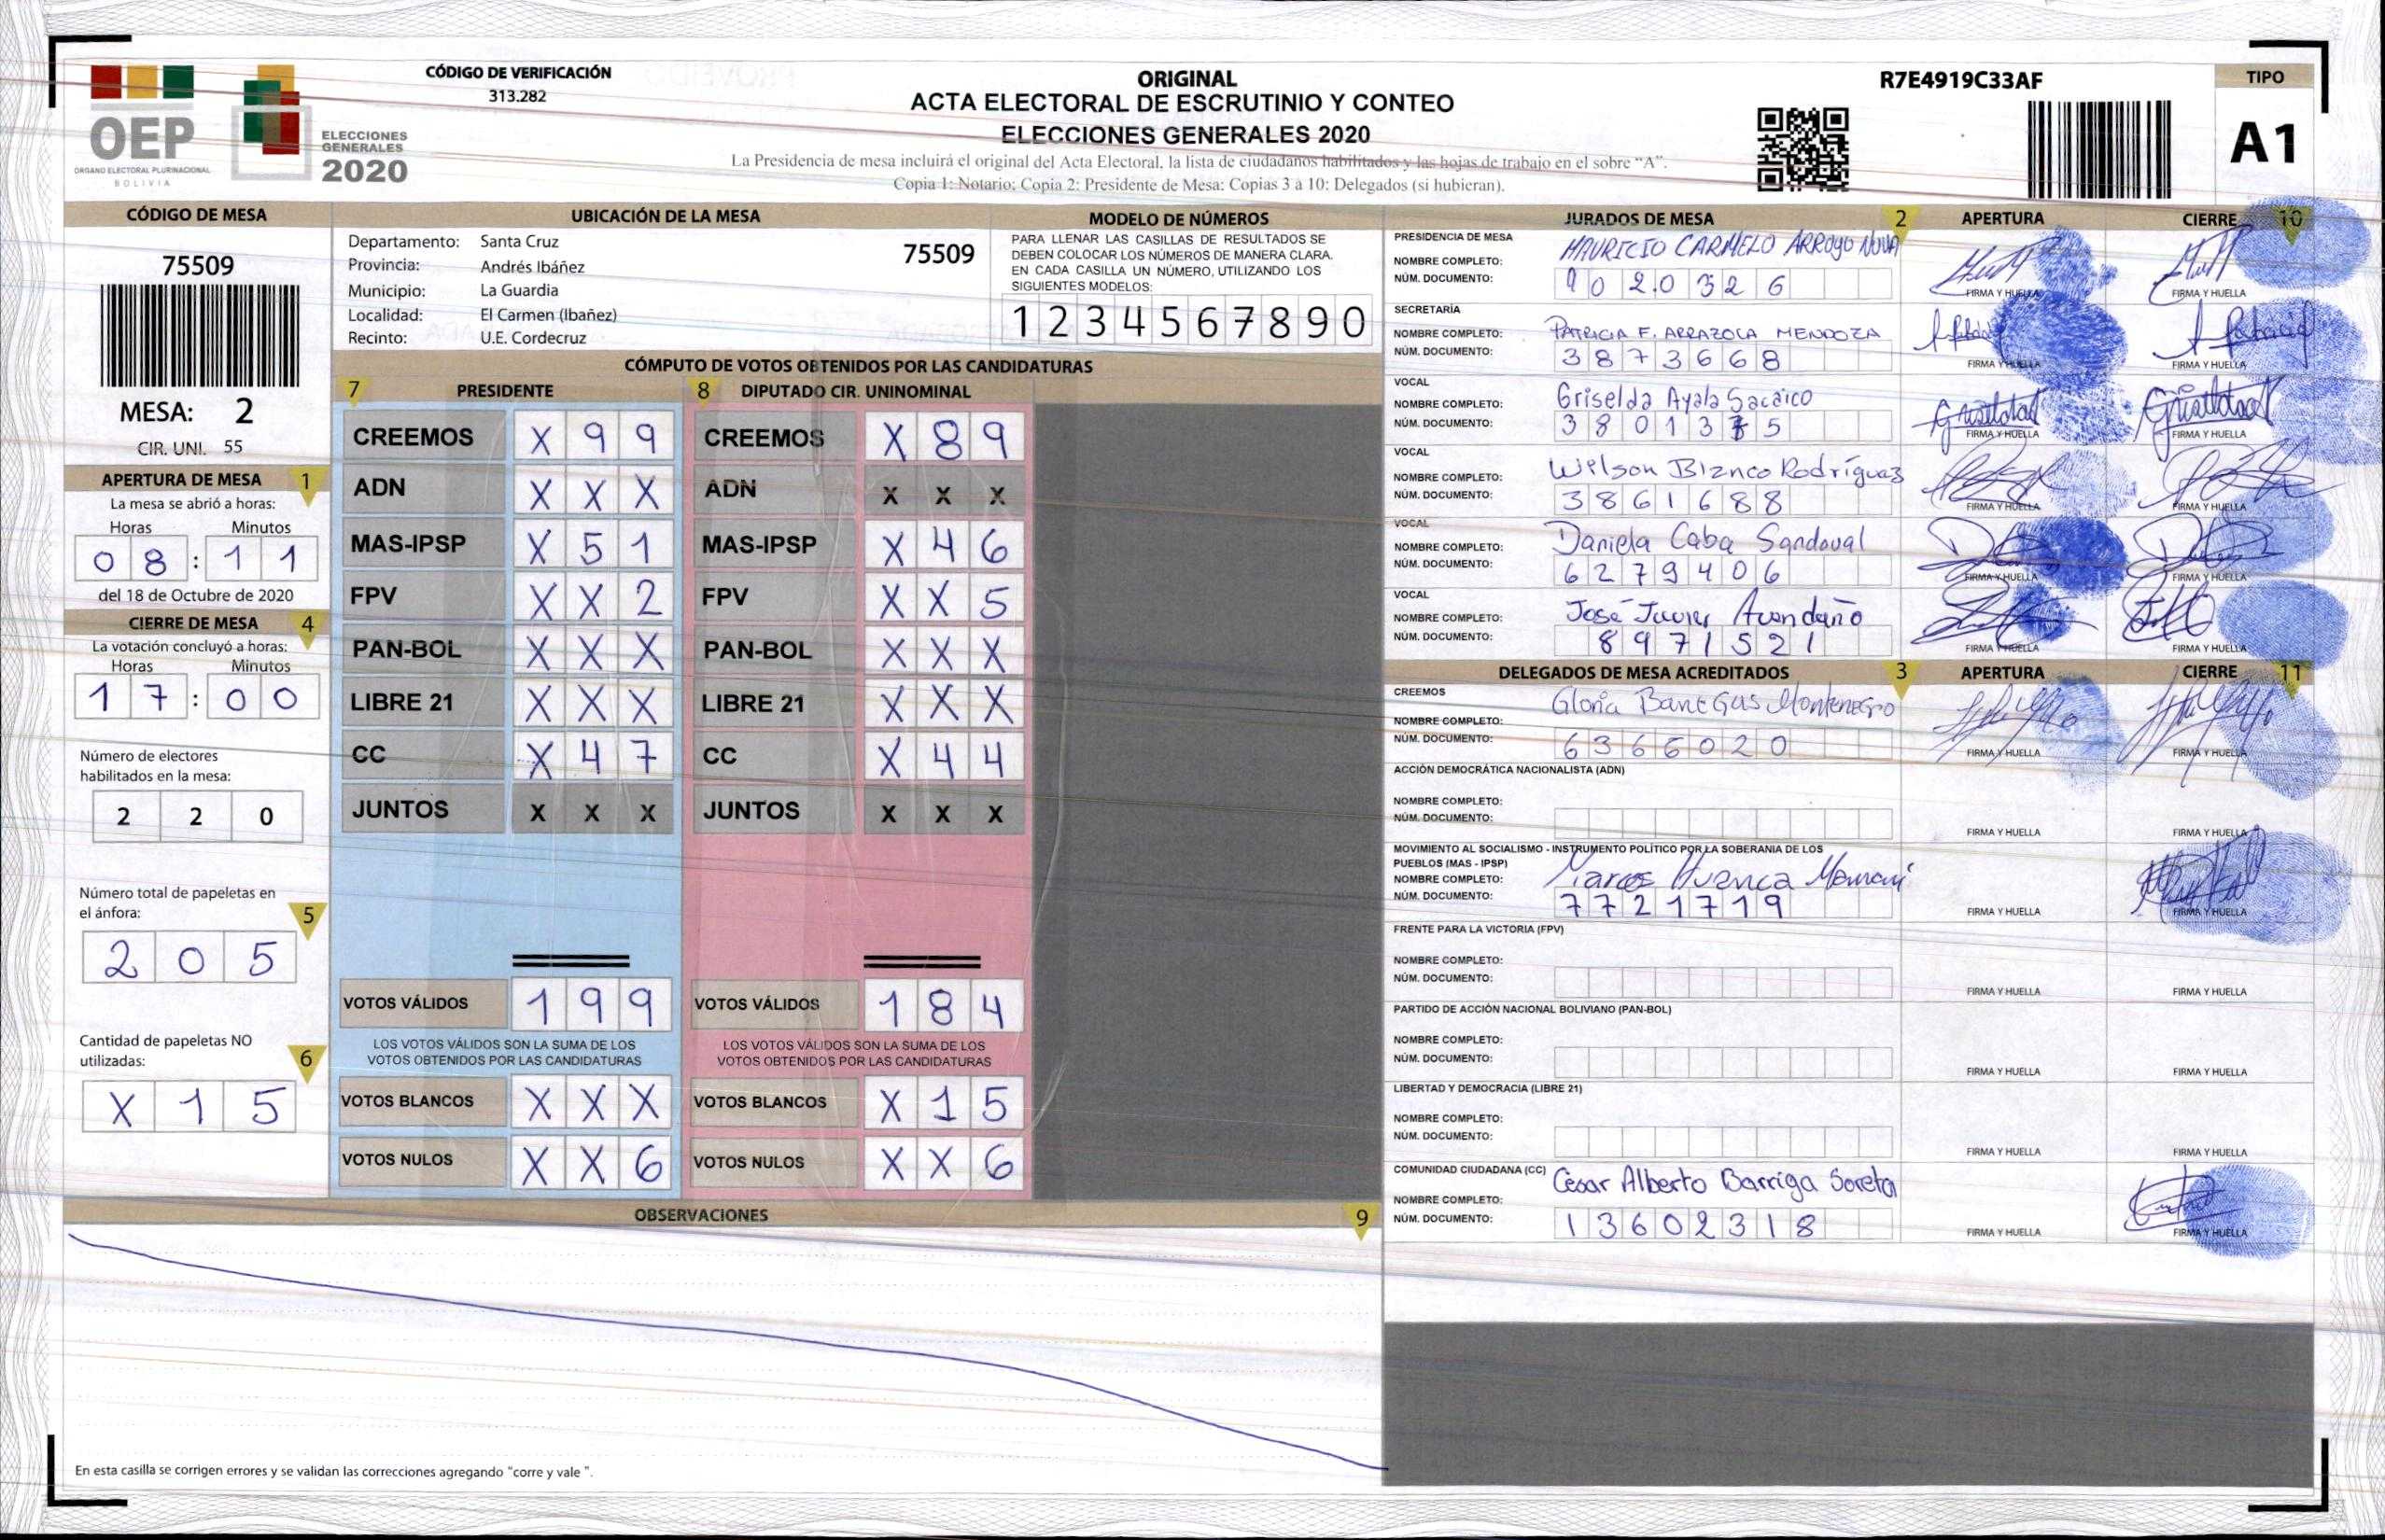 OEP
ÓRGANO ELECTORAL PLURINACIONAL
BOLIVIA
ELECCIONES
GENERALES
2020
CÓDIGO DE VERIFICACIÓN
313.282
ORIGINAL
ACTA ELECTORAL DE ESCRUTINIO Y CONTEO
ELECCIONES GENERALES 2020
La Presidencia de mesa incluirá el original del Acta Electoral, la lista de ciudadanos habilitados y las hojas de trabajo en el sobre “A”.
Copia 1: Notario; Copia 2: Presidente de Mesa: Copias 3 a 10: Delegados (si hubieran).
R7E4919C33AF
TIPO
A1
CÓDIGO DE MESA
75509
MESA: 2
CIR. UNI. 55
APERTURA DE MESA 1
La mesa se abrió a horas:
Horas Minutos
0 8 : 1 1
del 18 de Octubre de 2020
CIERRE DE MESA 4
La votación concluyó a horas:
Horas Minutos
1 7 : 0 0
Número de electores
habilitados en la mesa:
2 2 0
Número total de papeletas en
el ánfora: 5
2 0 5
Cantidad de papeletas NO
utilizadas: 6
X 1 5
UBICACIÓN DE LA MESA
Departamento: Santa Cruz
75509
Provincia: Andrés Ibáñez
Municipio: La Guardia
Localidad: El Carmen (Ibañez)
Recinto: U.E. Cordecruz
MODELO DE NÚMEROS
PARA LLENAR LAS CASILLAS DE RESULTADOS SE
DEBEN COLOCAR LOS NÚMEROS DE MANERA CLARA.
EN CADA CASILLA UN NÚMERO, UTILIZANDO LOS
SIGUIENTES MODELOS:
1 2 3 4 5 6 7 8 9 0
CÓMPUTO DE VOTOS OBTENIDOS POR LAS CANDIDATURAS
7 PRESIDENTE
CREEMOS X 9 9
ADN X X X
MAS-IPSP X 5 1
FPV X X 2
PAN-BOL X X X
LIBRE 21 X X X
CC X 4 7
JUNTOS X X X
VOTOS VÁLIDOS 1 9 9
LOS VOTOS VÁLIDOS SON LA SUMA DE LOS
VOTOS OBTENIDOS POR LAS CANDIDATURAS
VOTOS BLANCOS X X X
VOTOS NULOS X X 6
8 DIPUTADO CIR. UNINOMINAL
CREEMOS X 8 9
ADN X X X
MAS-IPSP X 4 6
FPV X X 5
PAN-BOL X X X
LIBRE 21 X X X
CC X 4 4
JUNTOS X X X
VOTOS VÁLIDOS 1 8 4
LOS VOTOS VÁLIDOS SON LA SUMA DE LOS
VOTOS OBTENIDOS POR LAS CANDIDATURAS
VOTOS BLANCOS X 1 5
VOTOS NULOS X X 6
OBSERVACIONES 9
En esta casilla se corrigen errores y se validan las correcciones agregando “corre y vale ”.
JURADOS DE MESA 2 APERTURA CIERRE 10
PRESIDENCIA DE MESA
NOMBRE COMPLETO: MAURICIO CARMELO ARROYO
NÚM. DOCUMENTO: 9 0 2 0 3 2 6
FIRMA Y HUELLA FIRMA Y HUELLA
SECRETARÍA
NOMBRE COMPLETO: PATRICIA F. ARRAZOLA MENDOZA
NÚM. DOCUMENTO: 3 8 7 3 6 6 8
FIRMA Y HUELLA FIRMA Y HUELLA
VOCAL
NOMBRE COMPLETO: Griselda Ayala
NÚM. DOCUMENTO:
FIRMA Y HUELLA FIRMA Y HUELLA
VOCAL
NOMBRE COMPLETO: Wilson Blanco Rodríguez
NÚM. DOCUMENTO: 3 8 6 1 6 8 8
FIRMA Y HUELLA FIRMA Y HUELLA
VOCAL
NOMBRE COMPLETO: Daniela Caba Sandoval
NÚM. DOCUMENTO: 6 2 7 9 4 0 6
FIRMA Y HUELLA FIRMA Y HUELLA
VOCAL
NOMBRE COMPLETO: José Javier Avendaño
NÚM. DOCUMENTO: 8 9 7 1 5 2 1
FIRMA Y HUELLA FIRMA Y HUELLA
DELEGADOS DE MESA ACREDITADOS 3 APERTURA CIERRE 11
CREEMOS
NOMBRE COMPLETO: Gloria Banegas Montenegro
NÚM. DOCUMENTO: 6 3 6 6 0 2 0
FIRMA Y HUELLA FIRMA Y HUELLA
ACCIÓN DEMOCRÁTICA NACIONALISTA (ADN)
NOMBRE COMPLETO:
NÚM. DOCUMENTO:
FIRMA Y HUELLA FIRMA Y HUELLA
MOVIMIENTO AL SOCIALISMO - INSTRUMENTO POLÍTICO POR LA SOBERANIA DE LOS
PUEBLOS (MAS - IPSP)
NOMBRE COMPLETO: Marcos Huanca Mamani
NÚM. DOCUMENTO: 7 7 2 1 7 1 9
FIRMA Y HUELLA FIRMA Y HUELLA
FRENTE PARA LA VICTORIA (FPV)
NOMBRE COMPLETO:
NÚM. DOCUMENTO:
FIRMA Y HUELLA FIRMA Y HUELLA
PARTIDO DE ACCIÓN NACIONAL BOLIVIANO (PAN-BOL)
NOMBRE COMPLETO:
NÚM. DOCUMENTO:
FIRMA Y HUELLA FIRMA Y HUELLA
LIBERTAD Y DEMOCRACIA (LIBRE 21)
NOMBRE COMPLETO:
NÚM. DOCUMENTO:
FIRMA Y HUELLA FIRMA Y HUELLA
COMUNIDAD CIUDADANA (CC)
NOMBRE COMPLETO: Cesar Alberto Barriga
NÚM. DOCUMENTO: 1 3 6 0 2 3 1 8
FIRMA Y HUELLA FIRMA Y HUELLA